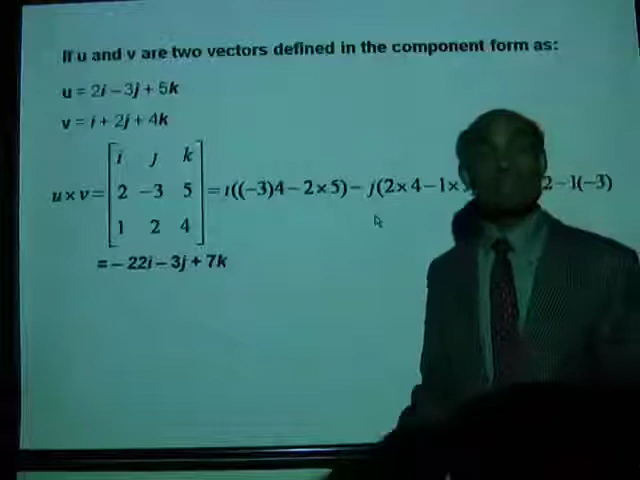 If u and v are two vectors defined in the component form as:
u = 2i – 3j + 5k
v = i + 2j + 4k
i j k
u x v = 2 –3 5 = i((–3)4 – 2 × 5) – j(2 × 4 – 1 × 2 – 1(–3)
1 2 4
= – 22i – 3j + 7k